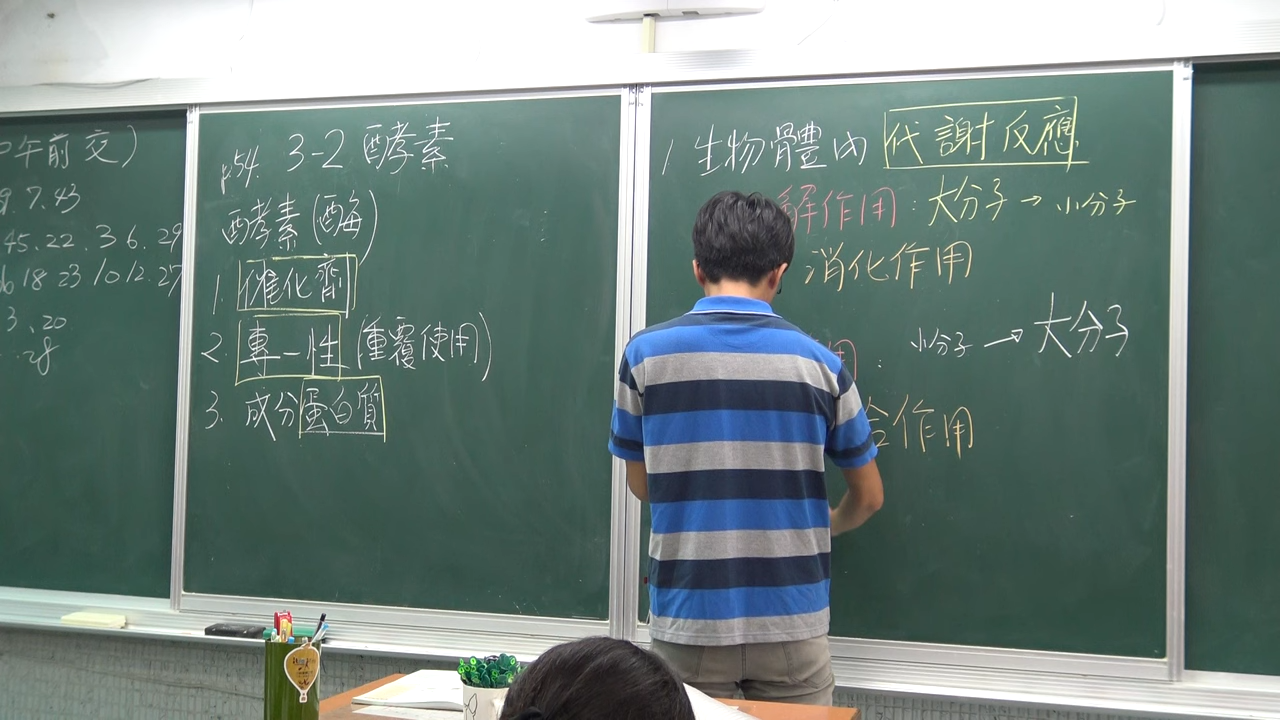 午前交)
9.7.43
45.22.36.29
18 23 10 12.27
3.20
28
p54. 3-2 酵素
酵素(酶)
1. 催化劑
2. 專一性 (重覆使用)
3. 成分蛋白質
1 生物體內 代謝反應
解作用：大分子→小分子
消化作用
用：小分子→大分子
合作用